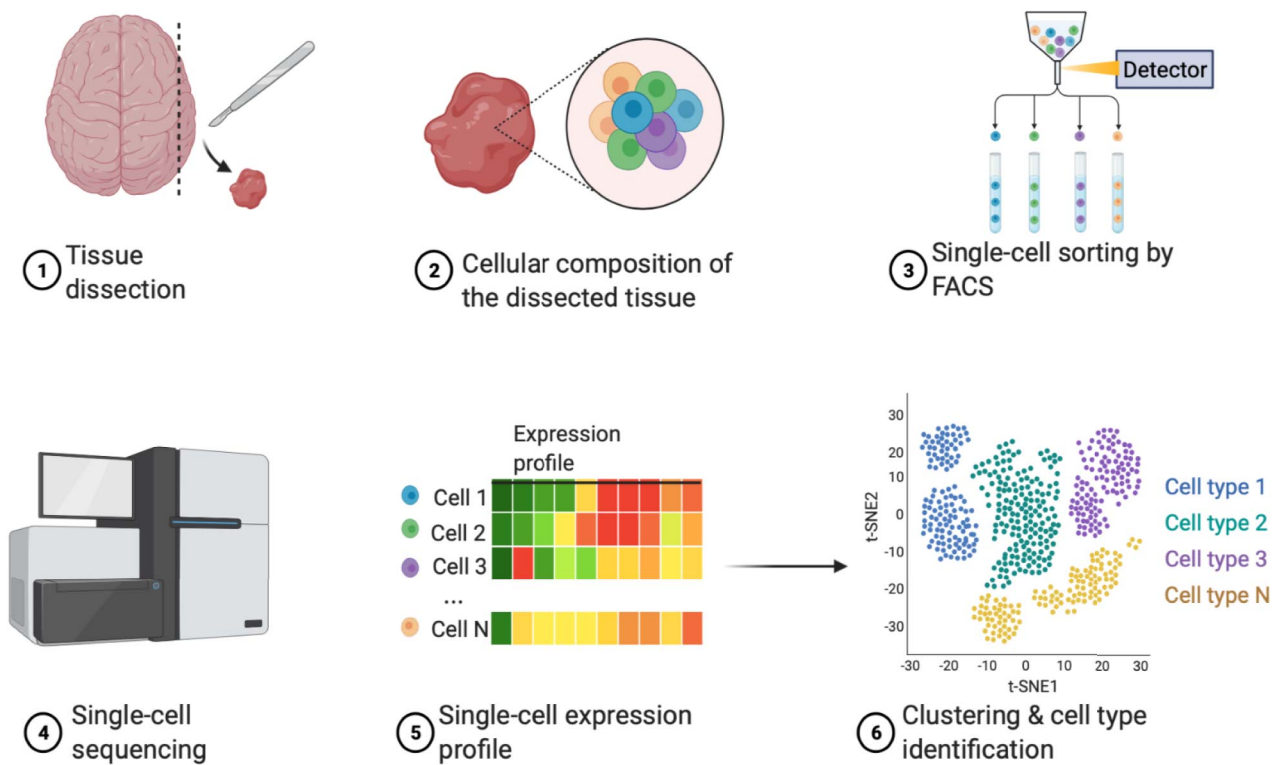 Detector
1 Tissue
dissection
2 Cellular composition of
the dissected tissue
3 Single-cell sorting by
FACS
Expression
profile
Cell 1
Cell 2
Cell 3
...
Cell N
30
20
10
0
-10
-20
-30
t-SNE2
-30 -20 -10 0 10 20 30
t-SNE1
Cell type 1
Cell type 2
Cell type 3
Cell type N
4 Single-cell
sequencing
5 Single-cell expression
profile
6 Clustering & cell type
identification